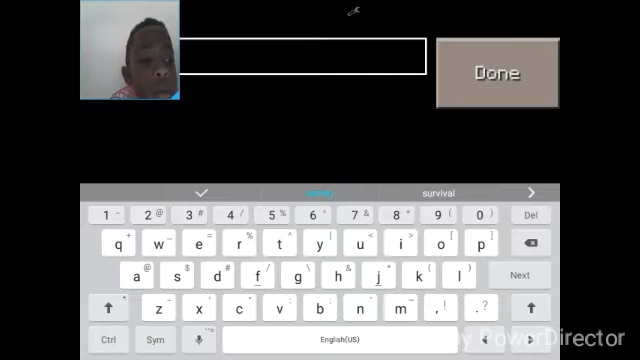 Done
survival
1 - 2 @ 3 # 4 / 5 % 6 ^ 7 & 8 * 9 ( 0 ) Del
q + w _ e = r % t ^ y | u < i > o [ p ]
a @ s $ d # f / g \ h & j * k ( l ) Next
z - x ' c " v : b ; n ~ m _ , ! . ?
Ctrl Sym English(US)
by PowerDirector